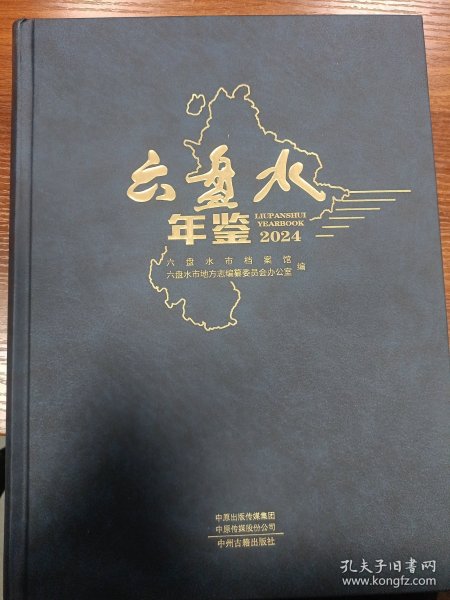 六盘水
年鉴
LIUPANSHUI
YEARBOOK
2024
六盘水市档案馆
六盘水市地方志编纂委员会办公室
编
中原出版传媒集团
中原传媒股份公司
中州古籍出版社
孔夫子旧书网
www.kongfz.com